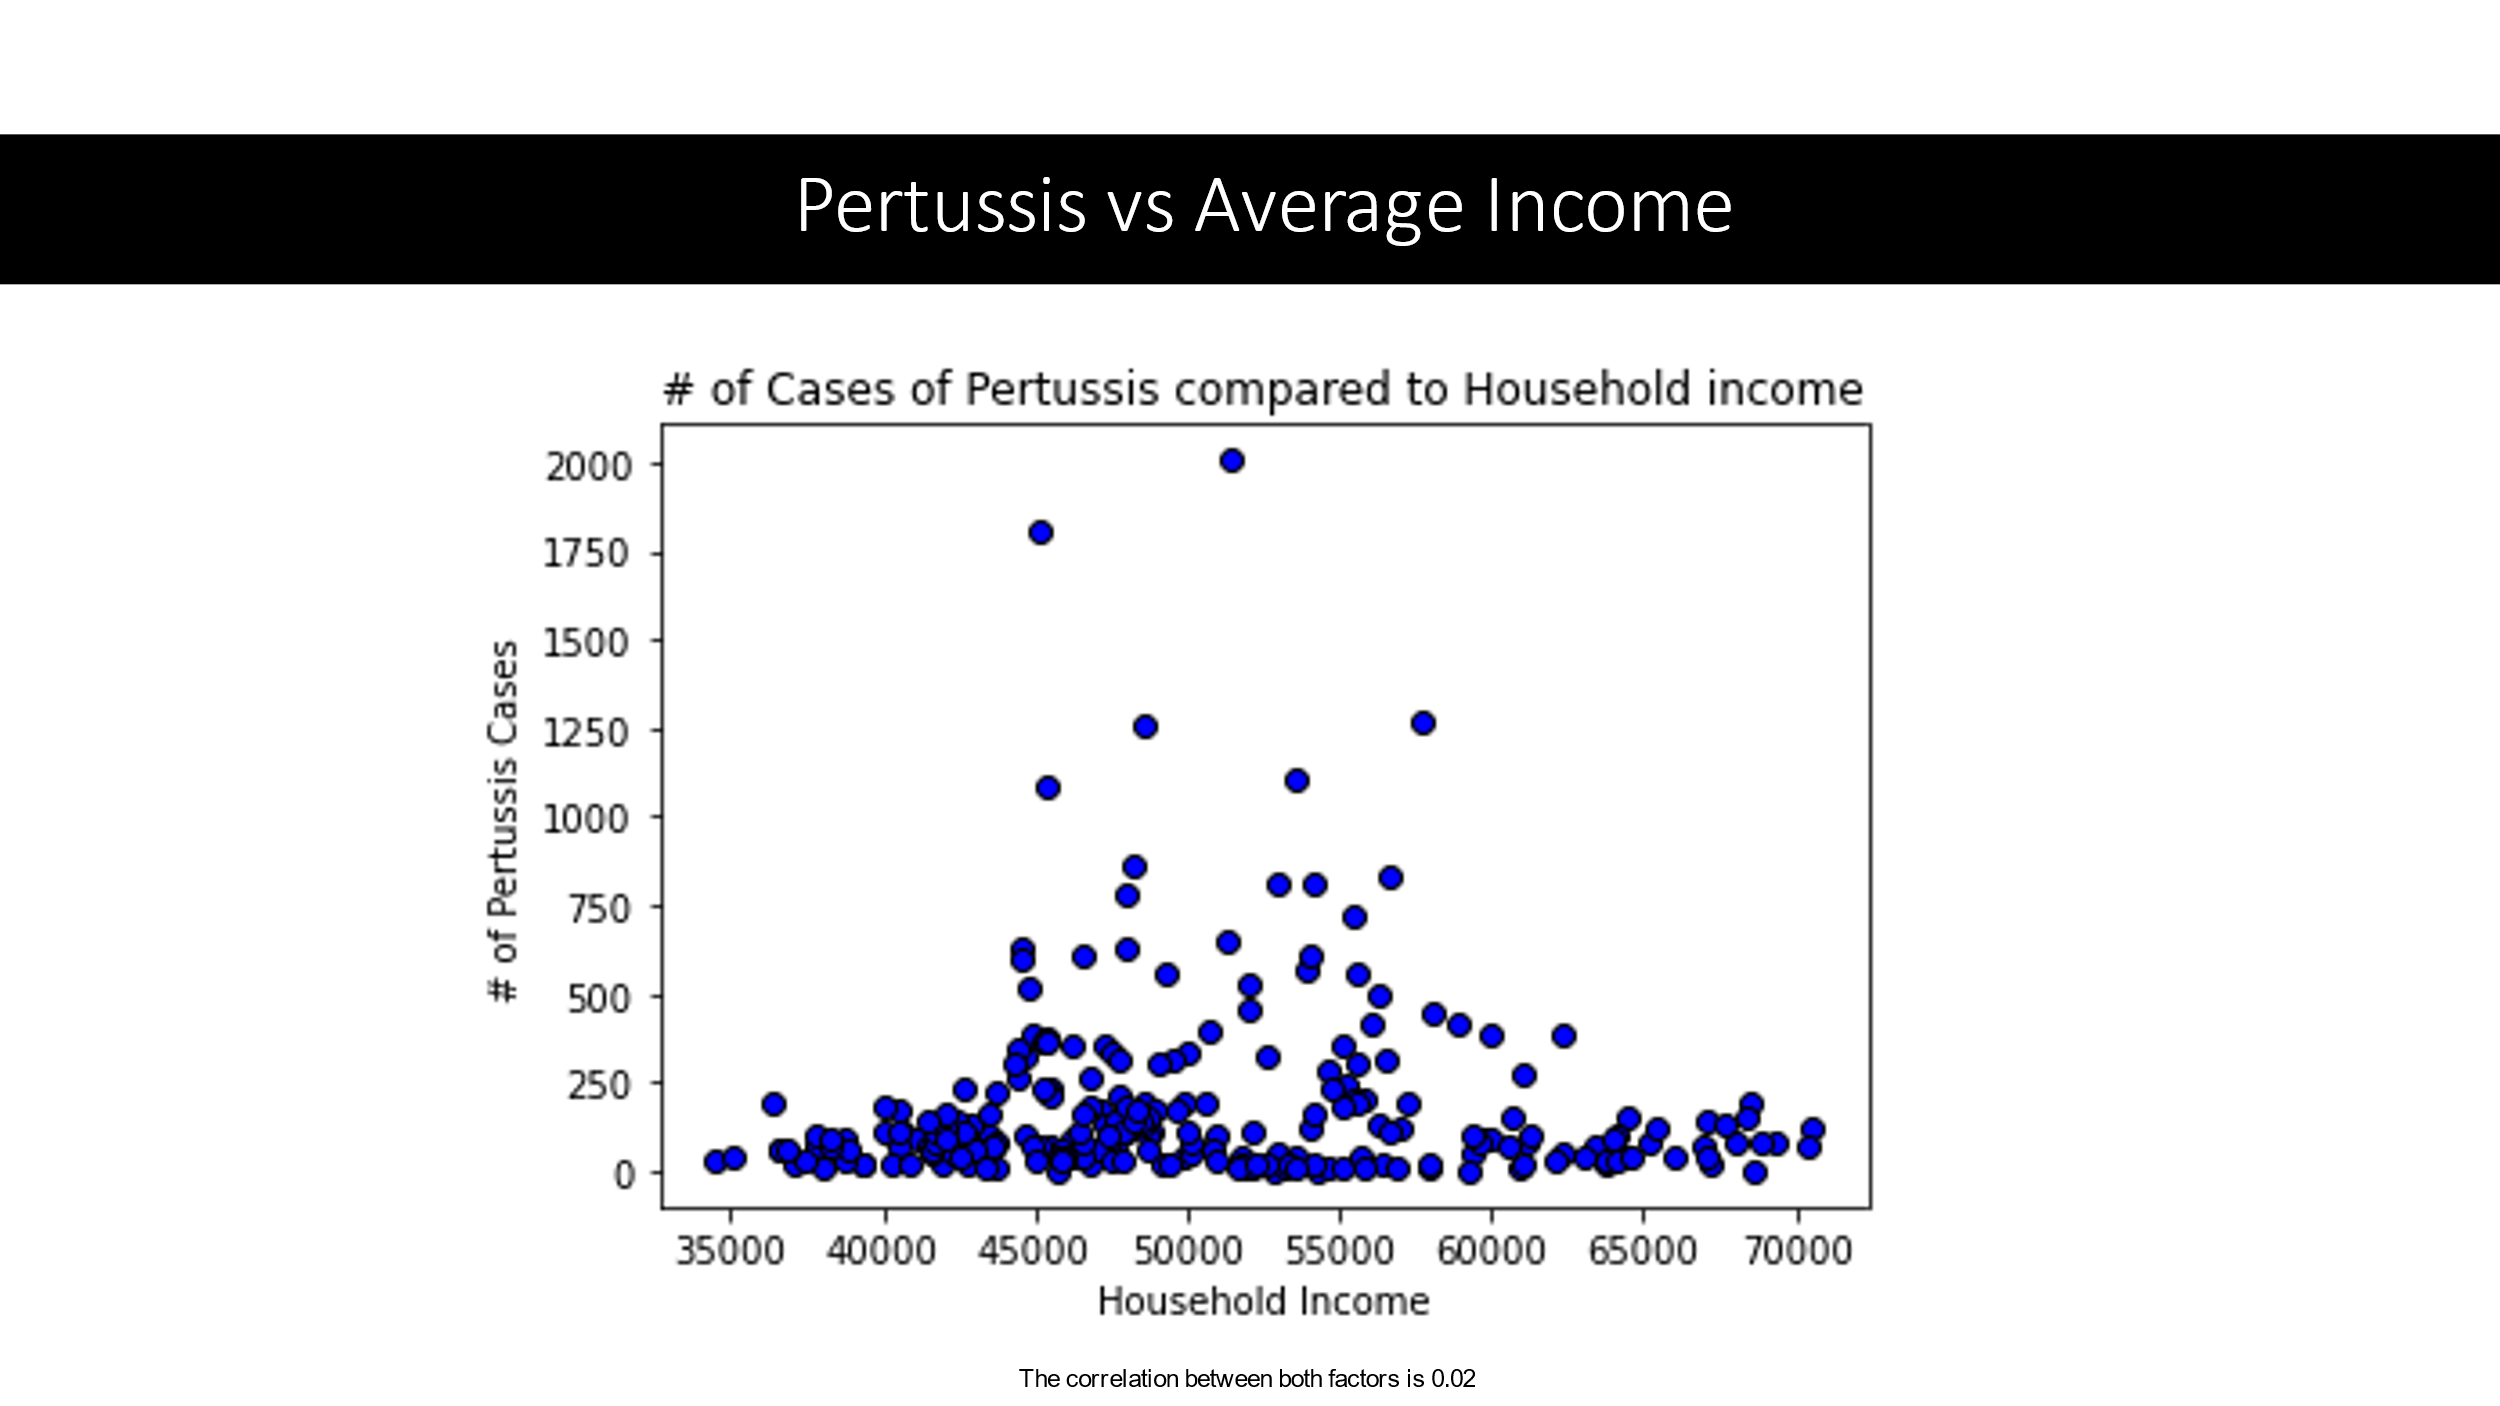 Pertussis vs Average Income
# of Cases of Pertussis compared to Household income
# of Pertussis Cases
2000
1750
1500
1250
1000
750
500
250
0
35000 40000 45000 50000 55000 60000 65000 70000
Household Income
The correlation between both factors is 0.02